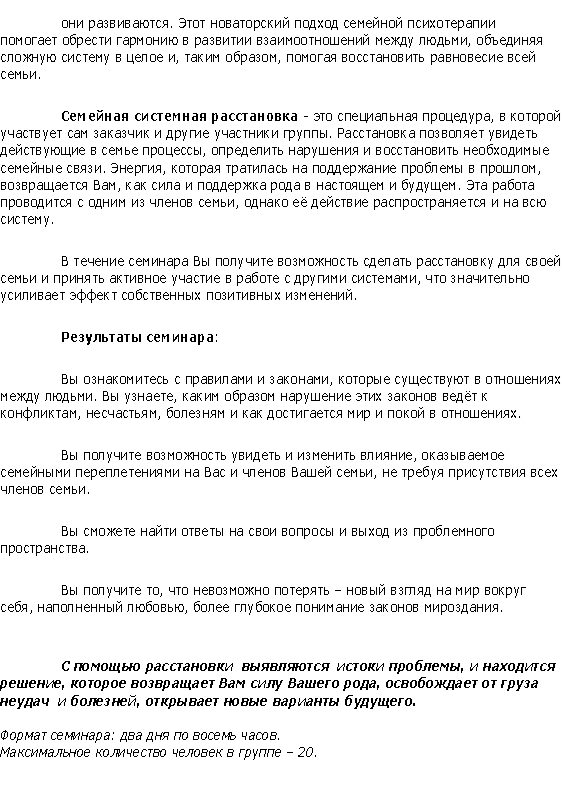 они развиваются. Этот новаторский подход семейной психотерапии
помогает обрести гармонию в развитии взаимоотношений между людьми, объединяя
сложную систему в целое и, таким образом, помогая восстановить равновесие всей
семьи.
Семейная системная расстановка - это специальная процедура, в которой
участвует сам заказчик и другие участники группы. Расстановка позволяет увидеть
действующие в семье процессы, определить нарушения и восстановить необходимые
семейные связи. Энергия, которая тратилась на поддержание проблемы в прошлом,
возвращается Вам, как сила и поддержка рода в настоящем и будущем. Эта работа
проводится с одним из членов семьи, однако её действие распространяется и на всю
систему.
В течение семинара Вы получите возможность сделать расстановку для своей
семьи и принять активное участие в работе с другими системами, что значительно
усиливает эффект собственных позитивных изменений.
Результаты семинара:
Вы ознакомитесь с правилами и законами, которые существуют в отношениях
между людьми. Вы узнаете, каким образом нарушение этих законов ведёт к
конфликтам, несчастьям, болезням и как достигается мир и покой в отношениях.
Вы получите возможность увидеть и изменить влияние, оказываемое
семейными переплетениями на Вас и членов Вашей семьи, не требуя присутствия всех
членов семьи.
Вы сможете найти ответы на свои вопросы и выход из проблемного
пространства.
Вы получите то, что невозможно потерять – новый взгляд на мир вокруг
себя, наполненный любовью, более глубокое понимание законов мироздания.
С помощью расстановки выявляются истоки проблемы, и находится
решение, которое возвращает Вам силу Вашего рода, освобождает от груза
неудач и болезней, открывает новые варианты будущего.
Формат семинара: два дня по восемь часов.
Максимальное количество человек в группе – 20.